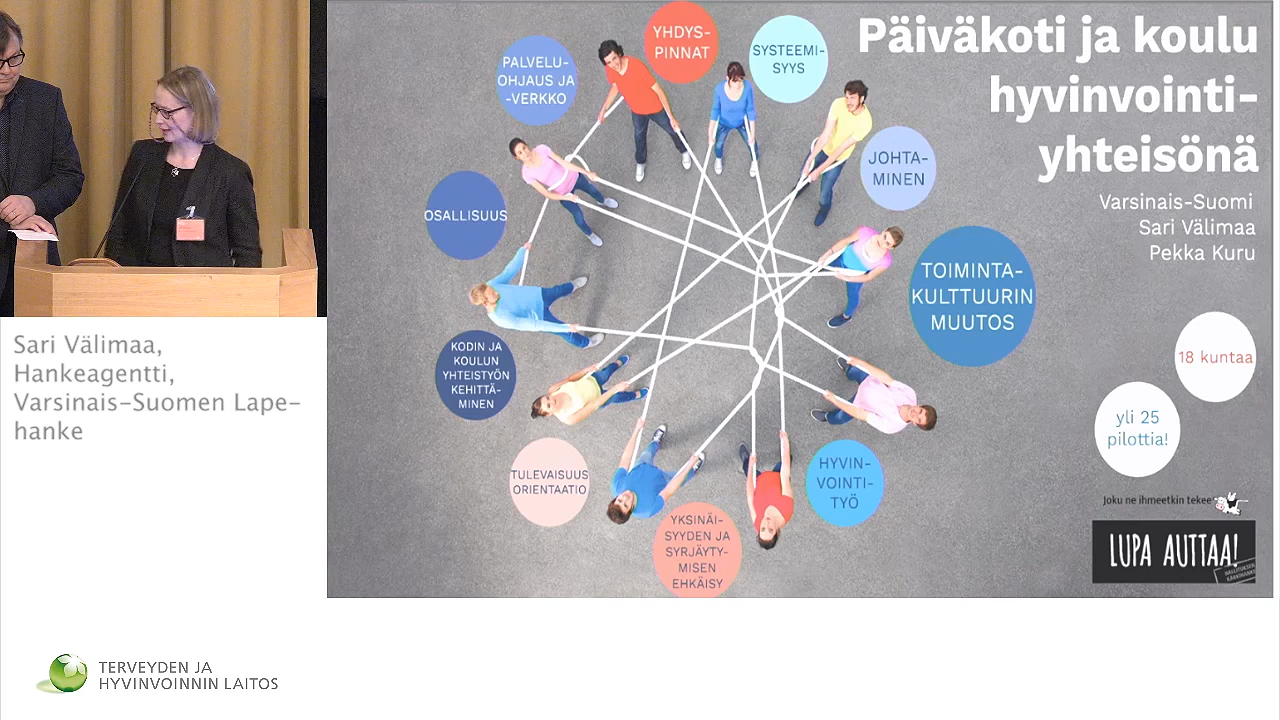 Päiväkoti ja koulu
hyvinvointi-
yhteisönä
Varsinais-Suomi
Sari Välimaa
Pekka Kuru
YHDYS-
PINNAT
SYSTEEMI-
SYYS
PALVELU-
OHJAUS JA
-VERKKO
JOHTA-
MINEN
OSALLISUUS
TOIMINTA-
KULTTUURIN
MUUTOS
KODIN JA
KOULUN
YHTEISTYÖN
KEHITTÄ-
MINEN
18 kuntaa
yli 25
pilottia!
TULEVAISUUS
ORIENTAATIO
HYVIN-
VOINTI-
TYÖ
YKSINÄI-
SYYDEN JA
SYRJÄYTY-
MISEN
EHKÄISY
Joku ne ihmeetkin tekee
LUPA AUTTAA!
HALLITUKSEN
KÄRKIHANKE
Sari Välimaa,
Hankeagentti,
Varsinais-Suomen Lape-
hanke
TERVEYDEN JA
HYVINVOINNIN LAITOS